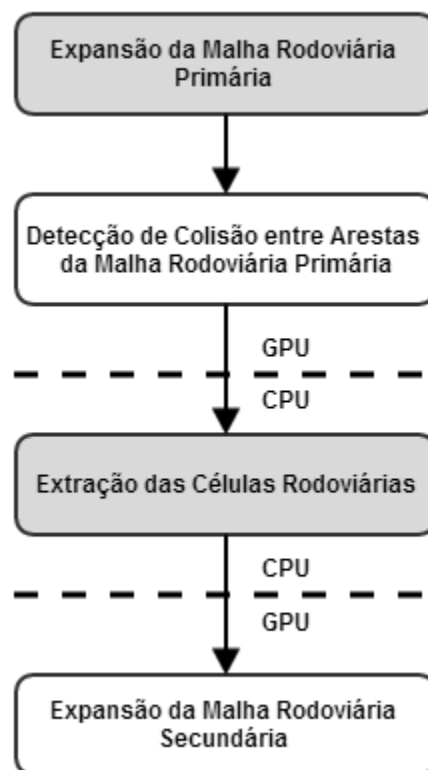 Expansão da Malha Rodoviária
Primária
Detecção de Colisão entre Arestas
da Malha Rodoviária Primária
GPU
CPU
Extração das Células Rodoviárias
CPU
GPU
Expansão da Malha Rodoviária
Secundária